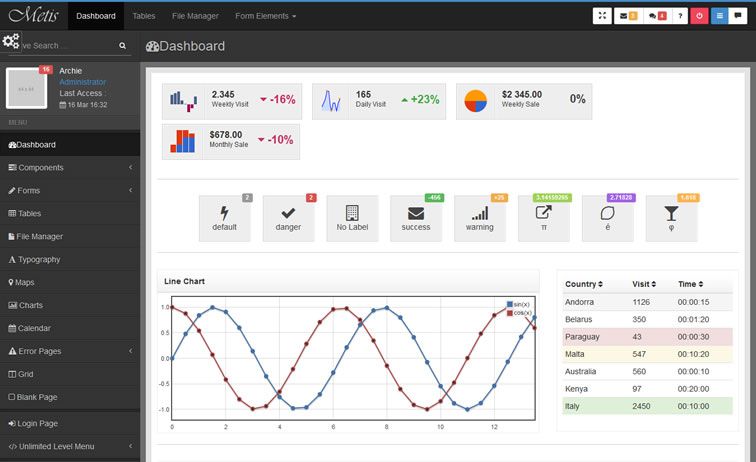 Metis
Dashboard
Tables
File Manager
Form Elements
5
4
?
ve Search ...
Dashboard
16
64 x 64
Archie
Administrator
Last Access :
16 Mar 16:32
MENU
Dashboard
Components
Forms
Tables
File Manager
Typography
Maps
Charts
Calendar
Error Pages
Grid
Blank Page
Login Page
</> Unlimited Level Menu
2.345
Weekly Visit
-16%
165
Daily Visit
+23%
$2 345.00
Weekly Sale
0%
$678.00
Monthly Sale
-10%
2
default
2
danger
No Label
-456
success
+25
warning
3.14159265
π
2.71828
é
1.618
φ
Line Chart
sin(x)
cos(x)
1.0
0.5
0.0
-0.5
-1.0
0 2 4 6 8 10 12
Country Visit Time
Andorra 1126 00:00:15
Belarus 350 00:01:20
Paraguay 43 00:00:30
Malta 547 00:10:20
Australia 560 00:00:10
Kenya 97 00:20:00
Italy 2450 00:10:00